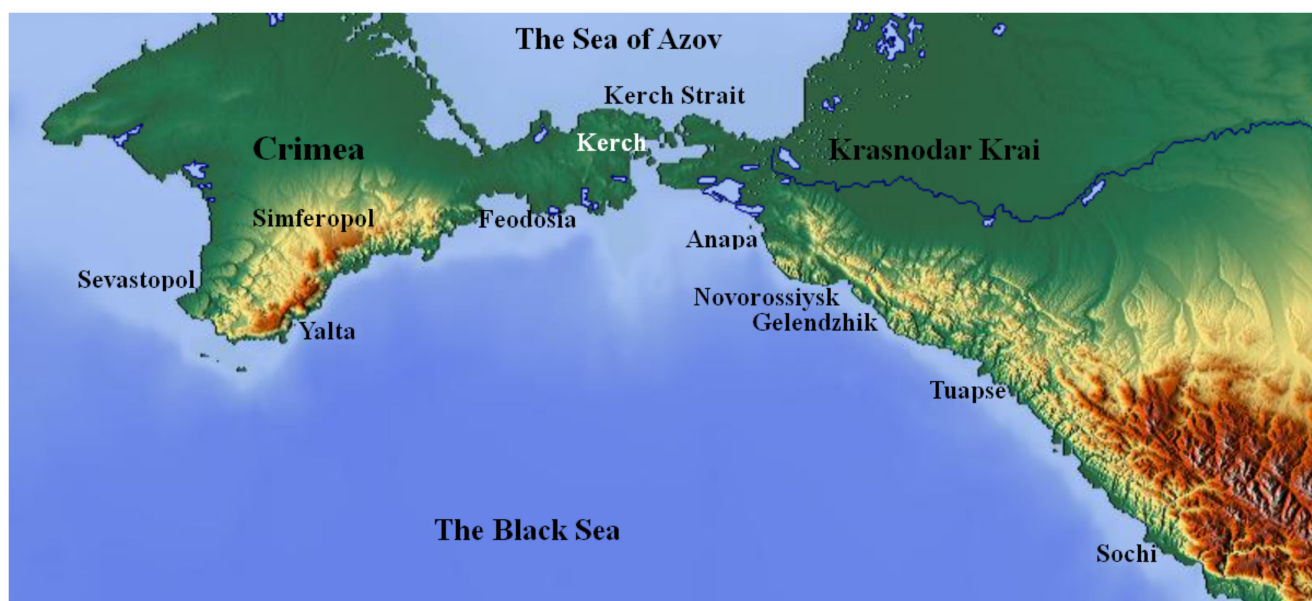 The Sea of Azov
Kerch Strait
Kerch
Crimea
Krasnodar Krai
Simferopol
Feodosia
Anapa
Sevastopol
Novorossiysk
Gelendzhik
Yalta
Tuapse
The Black Sea
Sochi